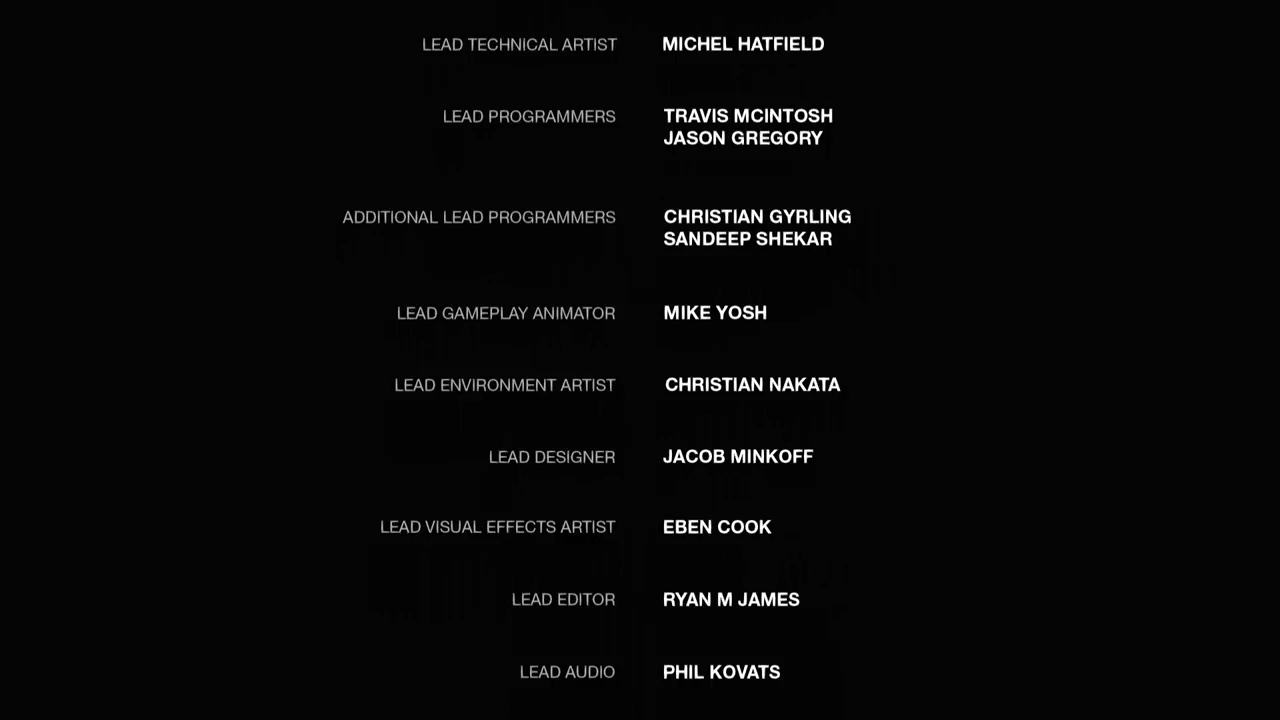 LEAD TECHNICAL ARTIST MICHEL HATFIELD
LEAD PROGRAMMERS TRAVIS MCINTOSH
JASON GREGORY
ADDITIONAL LEAD PROGRAMMERS CHRISTIAN GYRLING
SANDEEP SHEKAR
LEAD GAMEPLAY ANIMATOR MIKE YOSH
LEAD ENVIRONMENT ARTIST CHRISTIAN NAKATA
LEAD DESIGNER JACOB MINKOFF
LEAD VISUAL EFFECTS ARTIST EBEN COOK
LEAD EDITOR RYAN M JAMES
LEAD AUDIO PHIL KOVATS